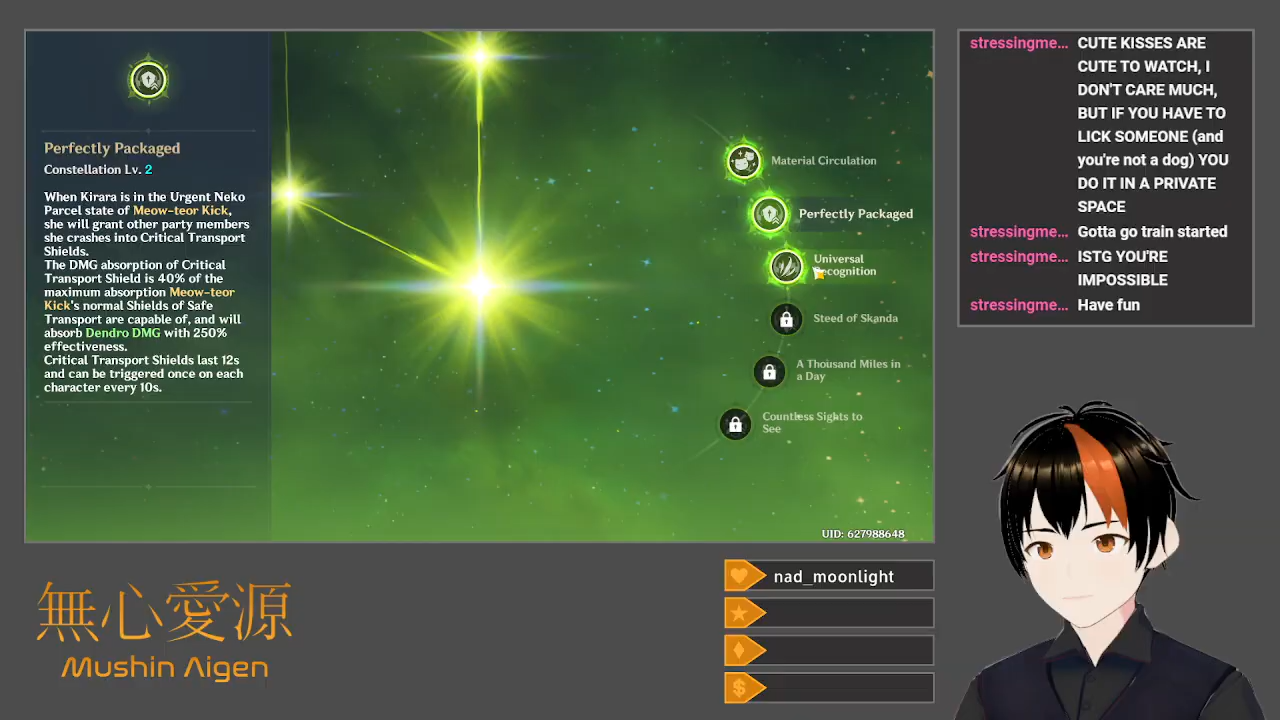 Perfectly Packaged
Constellation Lv. 2
When Kirara is in the Urgent Neko
Parcel state of Meow-teor Kick,
she will grant other party members
she crashes into Critical Transport
Shields.
The DMG absorption of Critical
Transport Shield is 40% of the
maximum absorption Meow-teor
Kick's normal Shields of Safe
Transport are capable of, and will
absorb Dendro DMG with 250%
effectiveness.
Critical Transport Shields last 12s
and can be triggered once on each
character every 10s.
Material Circulation
Perfectly Packaged
Universal
Recognition
Steed of Skanda
A Thousand Miles in
a Day
Countless Sights to
See
UID: 627988648
stressingme... CUTE KISSES ARE
CUTE TO WATCH, I
DON'T CARE MUCH,
BUT IF YOU HAVE TO
LICK SOMEONE (and
you're not a dog) YOU
DO IT IN A PRIVATE
SPACE
stressingme... Gotta go train started
stressingme... ISTG YOU'RE
IMPOSSIBLE
stressingme... Have fun
無心愛源
Mushin Aigen
nad_moonlight